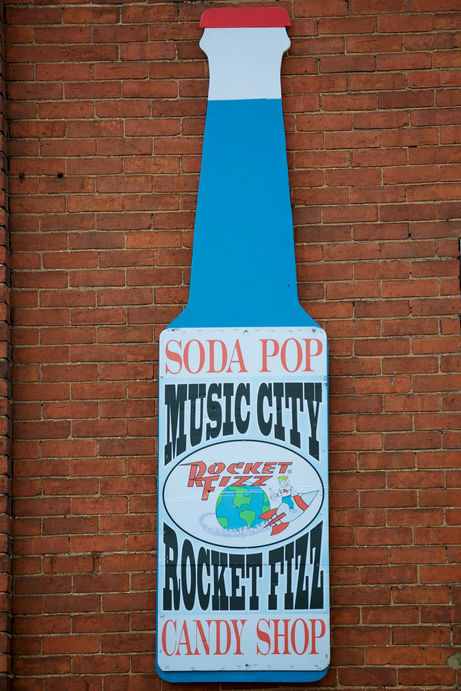 SODA POP
MUSIC CITY
ROCKET
FIZZ
ROCKET FIZZ
CANDY SHOP